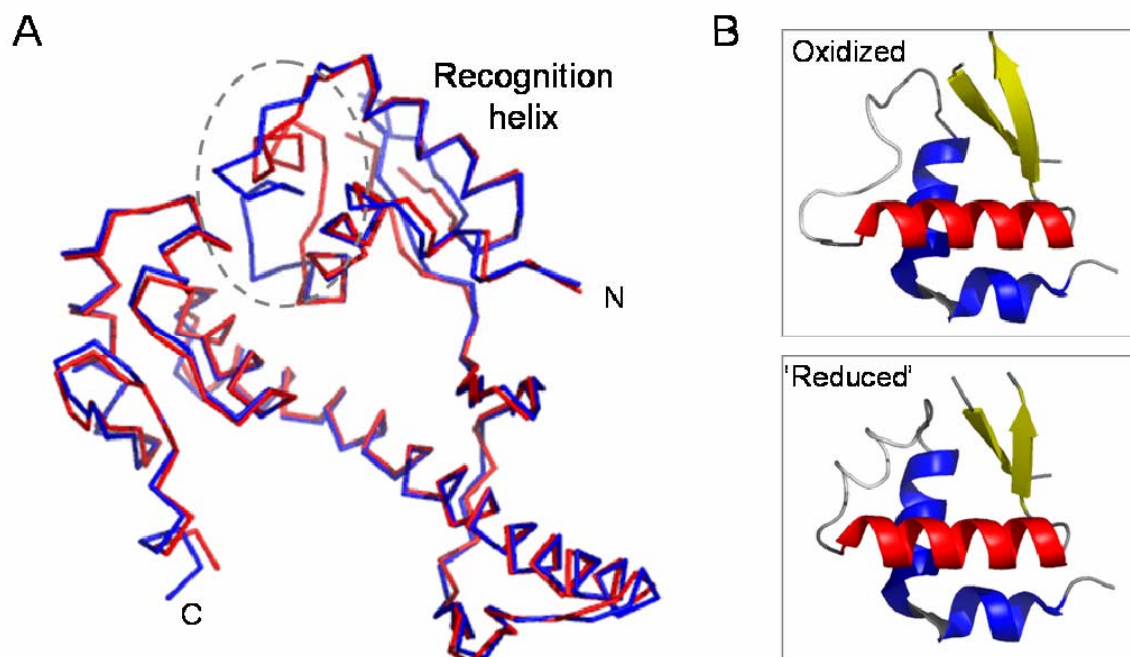 A
Recognition
helix
N
C
B
Oxidized
'Reduced'